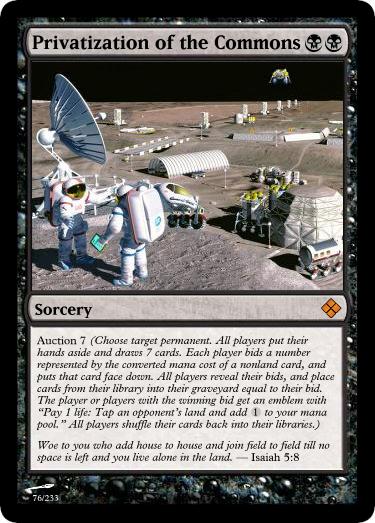 Privatization of the Commons
Sorcery
Auction 7 (Choose target permanent. All players put their
hands aside and draws 7 cards. Each player bids a number
represented by the converted mana cost of a nonland card, and
puts that card face down. All players reveal their bids, and place
cards from their library into their graveyard equal to their bid.
The player or players with the winning bid get an emblem with
“Pay 1 life: Tap an opponent's land and add 1 to your mana
pool.” All players shuffle their cards back into their libraries.)
Woe to you who add house to house and join field to field till no
space is left and you live alone in the land. — Isaiah 5:8
76/233